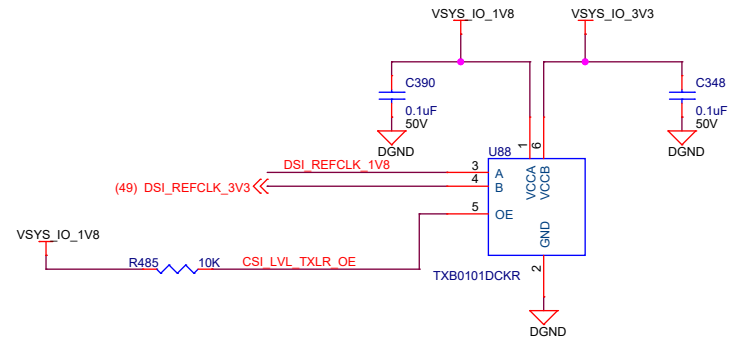 VSYS_IO_1V8
VSYS_IO_3V3
C390
0.1uF
50V
DGND
C348
0.1uF
50V
DGND
1
6
U88
DSI_REFCLK_1V8
3
A
VCCA
VCCB
(49) DSI_REFCLK_3V3
4
B
5
OE
GND
VSYS_IO_1V8
R485
10K
CSI_LVL_TXLR_OE
2
TXB0101DCKR
DGND